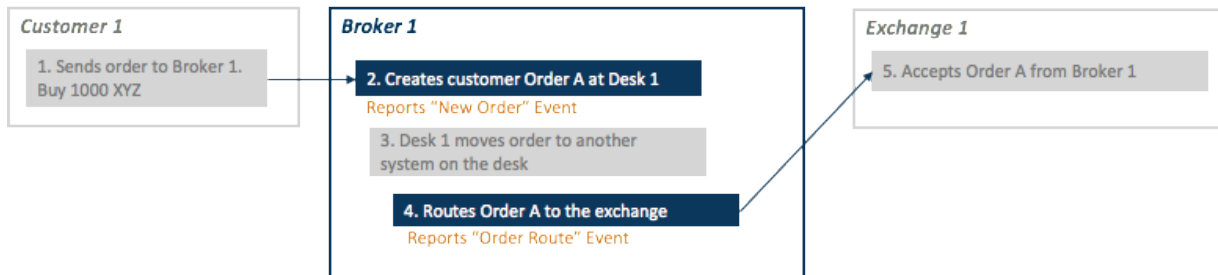 Customer 1
1. Sends order to Broker 1.
Buy 1000 XYZ
Broker 1
2. Creates customer Order A at Desk 1
Reports "New Order" Event
3. Desk 1 moves order to another
system on the desk
4. Routes Order A to the exchange
Reports "Order Route" Event
Exchange 1
5. Accepts Order A from Broker 1